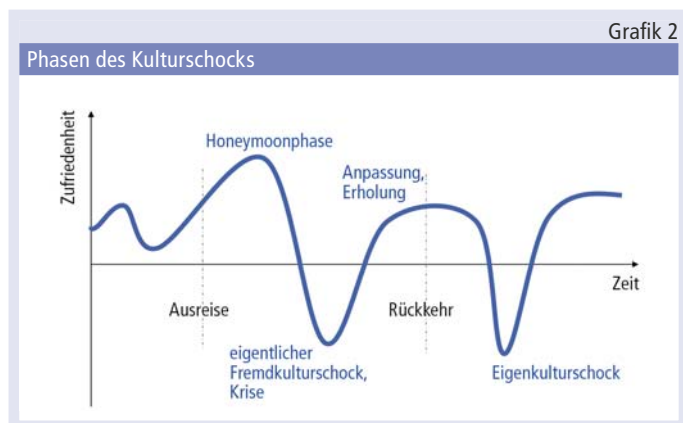 Grafik 2
Phasen des Kulturschocks
Zufriedenheit
Honeymoonphase
Anpassung,
Erholung
Zeit
Ausreise
Rückkehr
eigentlicher
Fremdkulturschock,
Krise
Eigenkulturschock